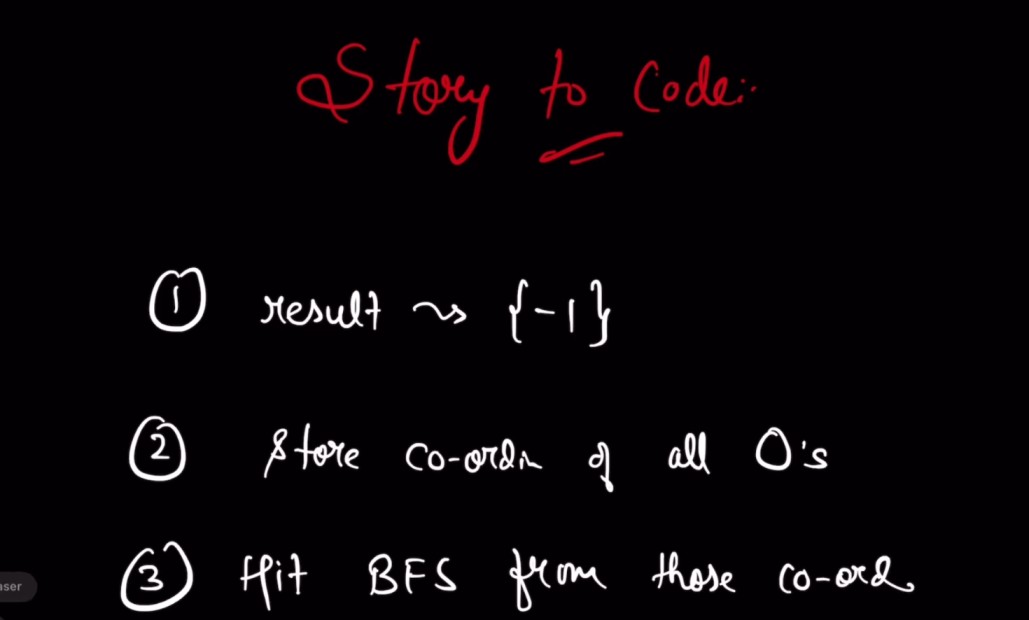 Story to Code:
① result ~> {-1}
② Store co-ordin of all 0's
③ Hit BFS from those co-ord
aser